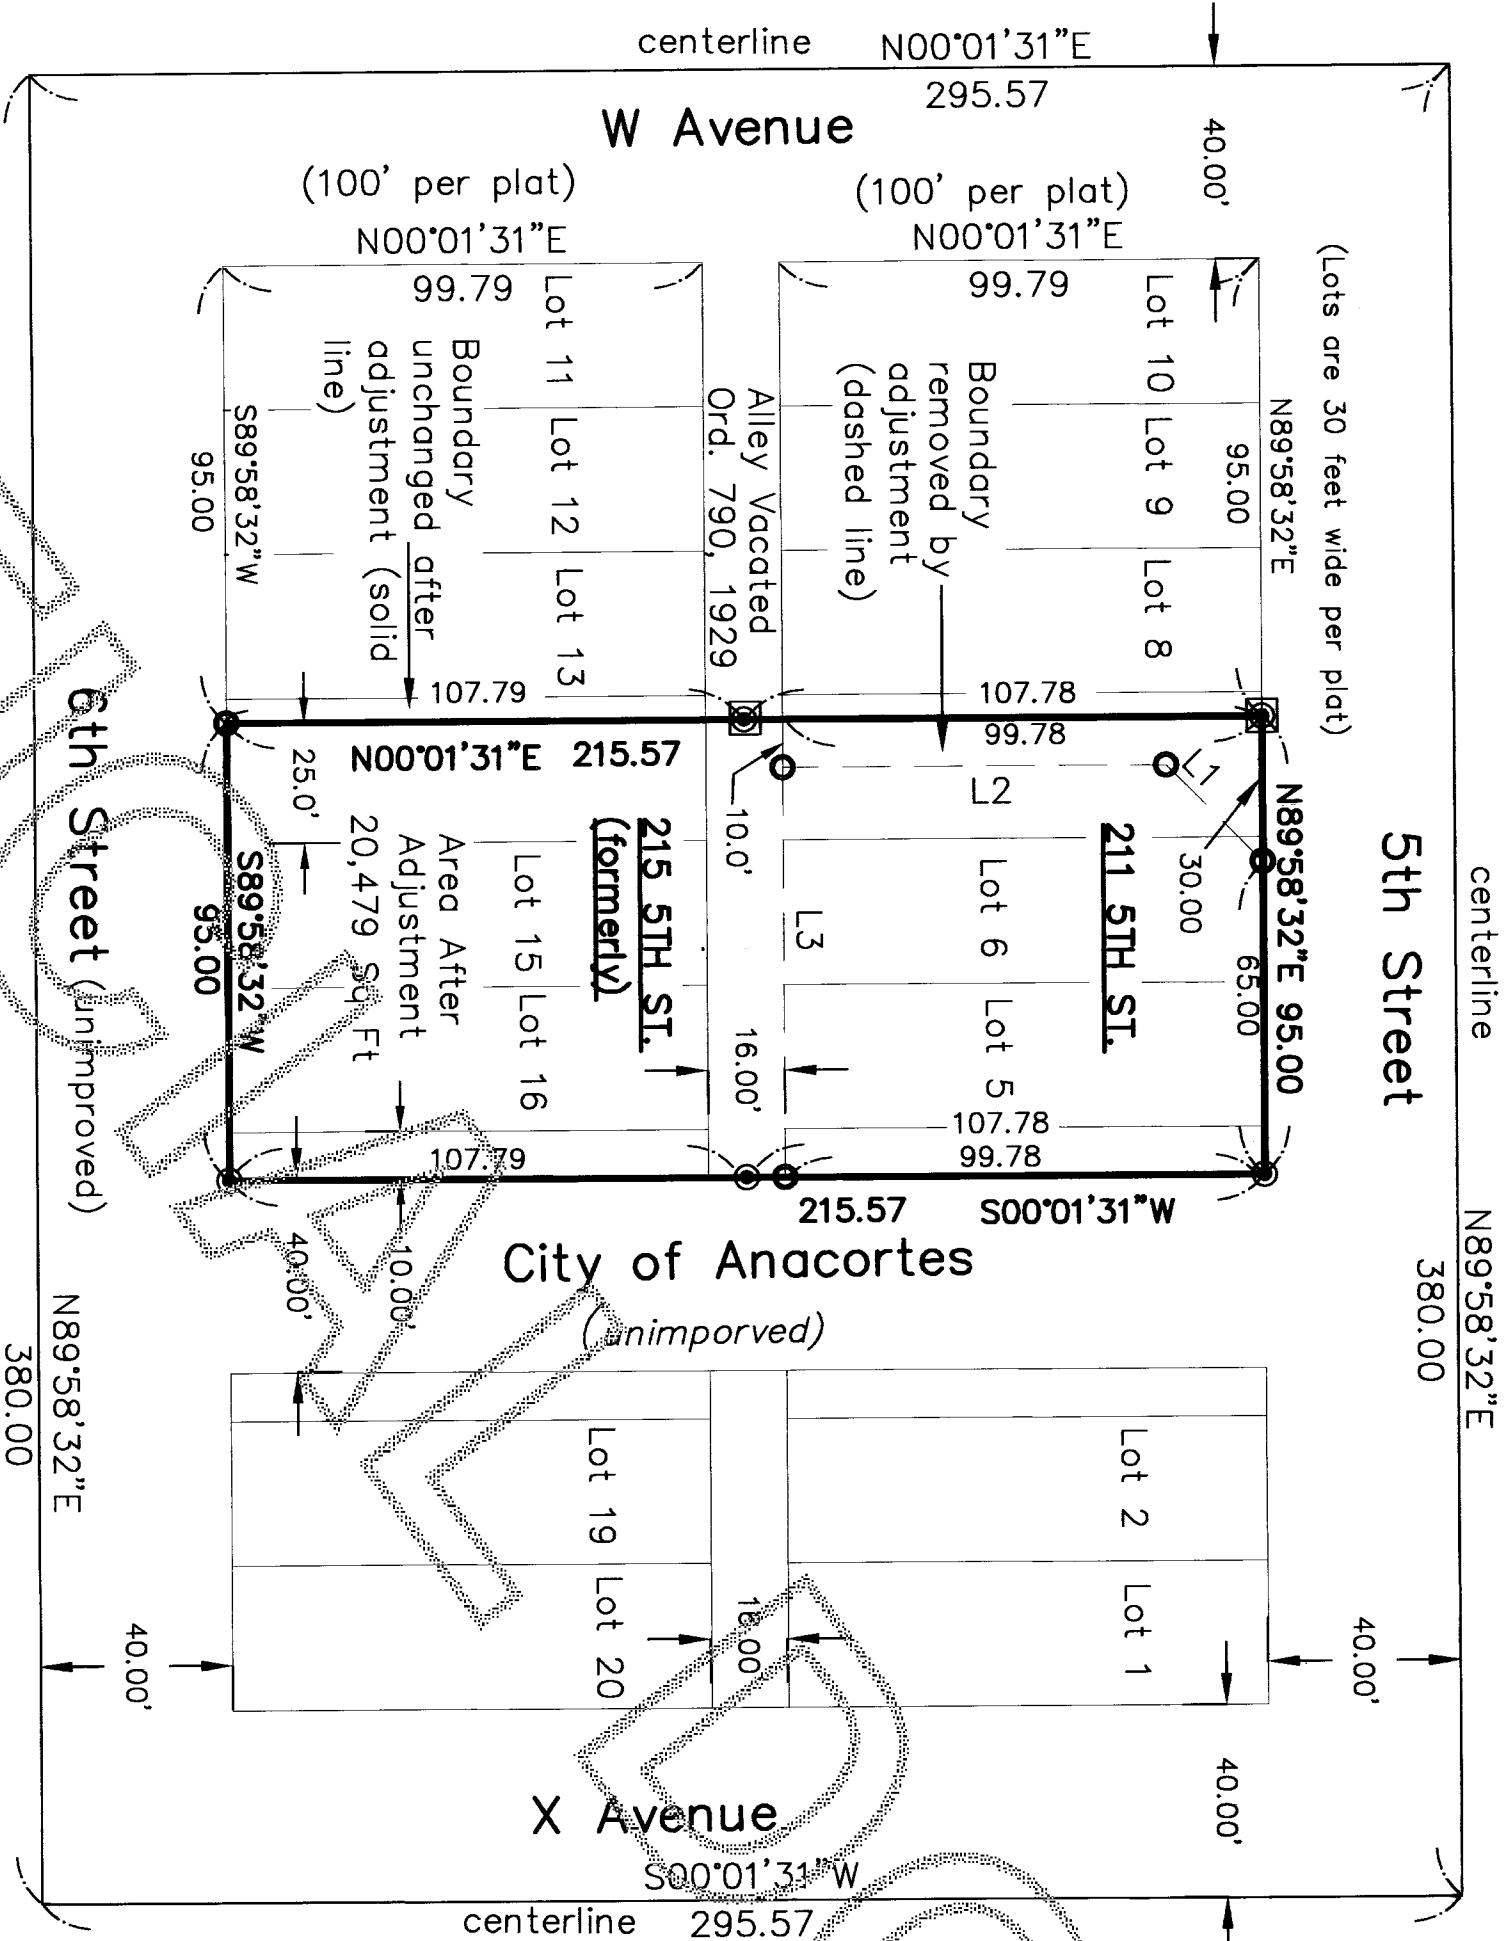 centerline N00°01'31"E
295.57
W Avenue
40.00'
(100' per plat)
N00°01'31"E
99.79
(100' per plat)
N00°01'31"E
99.79
(Lots are 30 feet wide per plat)
Lot 11
Lot 12
Lot 13
Lot 10
Lot 9
Lot 8
N89°58'32"E
95.00
S89°58'32"W
95.00
Boundary
unchanged after
adjustment (solid
line)
Alley Vacated
Ord. 790, 1929
Boundary
removed by
adjustment
(dashed line)
107.79
107.78
99.78
N00°01'31"E 215.57
25.0'
10.0'
L1
L2
L3
30.00
65.00
N89°58'32"E 95.00
5th Street
centerline
N89°58'32"E
380.00
211 5TH ST.
Lot 6
Lot 5
215 5TH ST.
(formerly)
Lot 15
Lot 16
Area After
Adjustment
20,479 Sq Ft
S89°58'32"W
95.00
6th Street (unimproved)
16.00'
107.79
107.78
99.78
215.57 S00°01'31"W
City of Anacortes
(unimporved)
40.00'
10.00'
N89°58'32"E
380.00
Lot 19
Lot 20
Lot 2
Lot 1
16.00'
40.00'
40.00'
40.00'
X Avenue
S00°01'31"W
centerline 295.57